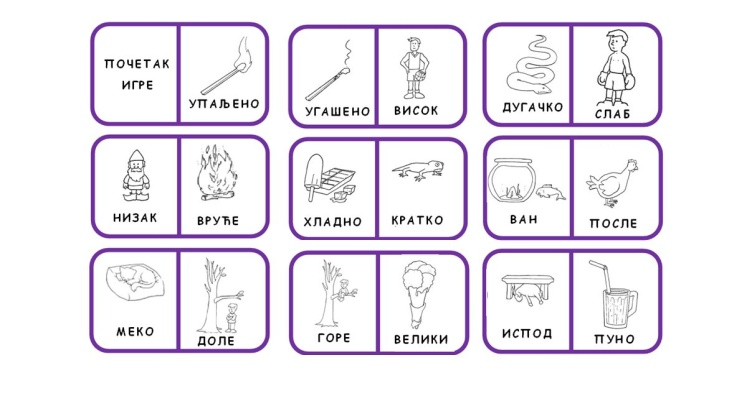 ПОЧЕТАК
ИГРЕ
УПАЉЕНО
УГАШЕНО
ВИСОК
ДУГАЧКО
СЛАБ
НИЗАК
ВРУЋЕ
ХЛАДНО
КРАТКО
ВАН
ПОСЛЕ
МЕКО
ДОЛЕ
ГОРЕ
ВЕЛИКИ
ИСПОД
ПУНО